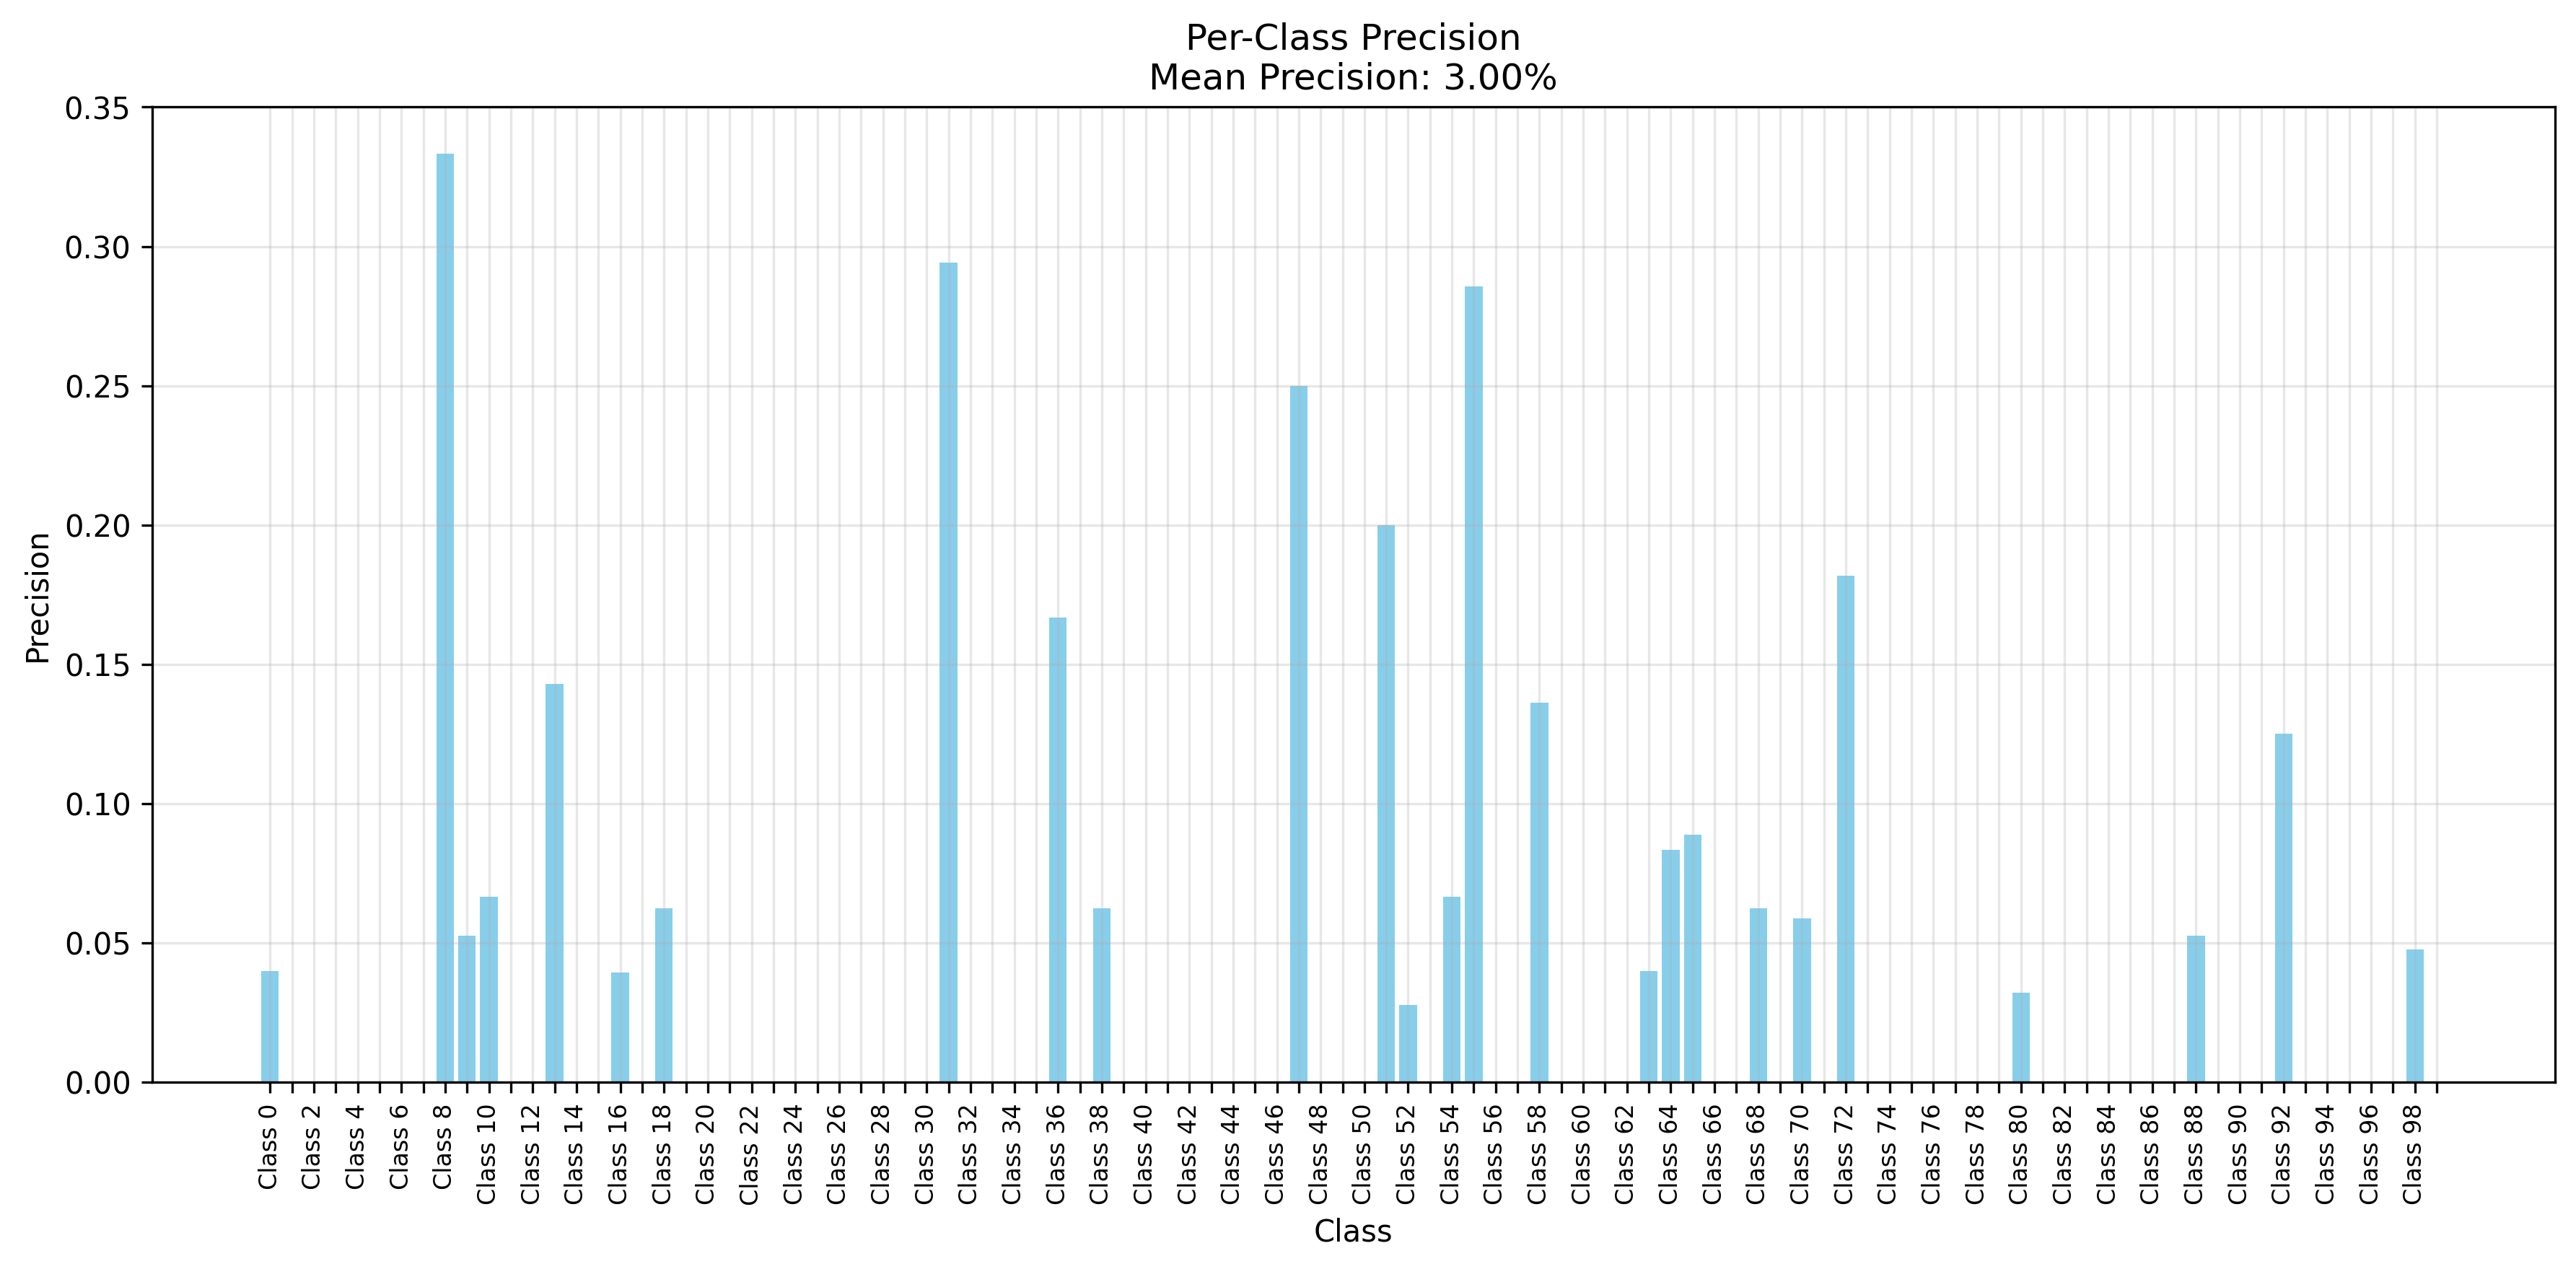 Per-Class Precision
Mean Precision: 3.00%
0.35
0.30
0.25
0.20
0.15
0.10
0.05
0.00
Precision
Class 0
Class 2
Class 4
Class 6
Class 8
Class 10
Class 12
Class 14
Class 16
Class 18
Class 20
Class 22
Class 24
Class 26
Class 28
Class 30
Class 32
Class 34
Class 36
Class 38
Class 40
Class 42
Class 44
Class 46
Class 48
Class 50
Class 52
Class 54
Class 56
Class 58
Class 60
Class 62
Class 64
Class 66
Class 68
Class 70
Class 72
Class 74
Class 76
Class 78
Class 80
Class 82
Class 84
Class 86
Class 88
Class 90
Class 92
Class 94
Class 96
Class 98
Class